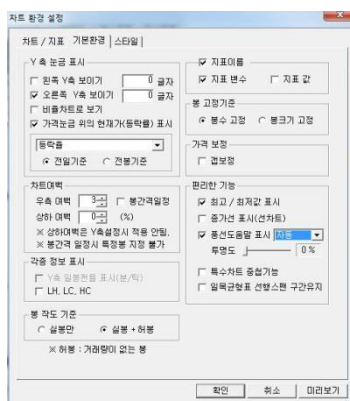 차트 환경 설정
차트 / 지표
기본환경
스타일
Y 축 눈금 표시
왼쪽 Y축 보이기 0 글자
오른쪽 Y축 보이기 0 글자
비율차트로 보기
가격눈금 위의 현재가(등락률) 표시
등락률
전일기준 전봉기준
차트여백
우측 여백 3 봉간격일정
상하 여백 0 (%)
※ 상하여백은 Y축설정시 적용 안됨.
※ 봉간격 일정시 특정봉 지정 불가
각종 정보 표시
Y축 일봉전률 표시(분/틱)
LH, LC, HC
봉 작도 기준
실봉만 실봉 + 허봉
※ 허봉 : 거래량이 없는 봉
지표이름
지표 변수 지표 값
봉 고정기준
봉수 고정 봉크기 고정
가격 보정
갭보정
편리한 기능
최고 / 최저값 표시
종가선 표시(선차트)
풍선도움말 표시 자동
투명도 0 %
특수차트 중첩기능
일목균형표 선행스팬 구간유지
확인 취소 미리보기